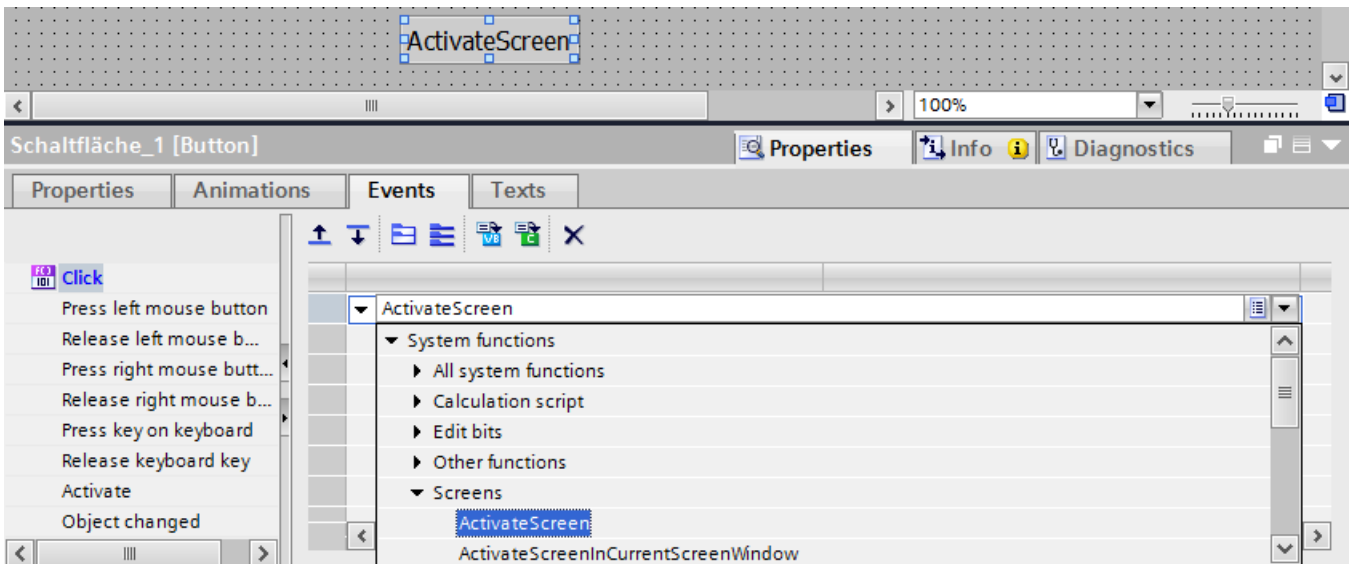 ActivateScreen
100%
Schaltfläche_1 [Button]
Properties
Info
Diagnostics
Properties
Animations
Events
Texts
Click
Press left mouse button
Release left mouse b...
Press right mouse butt...
Release right mouse b...
Press key on keyboard
Release keyboard key
Activate
Object changed
ActivateScreen
System functions
All system functions
Calculation script
Edit bits
Other functions
Screens
ActivateScreen
ActivateScreenInCurrentScreenWindow